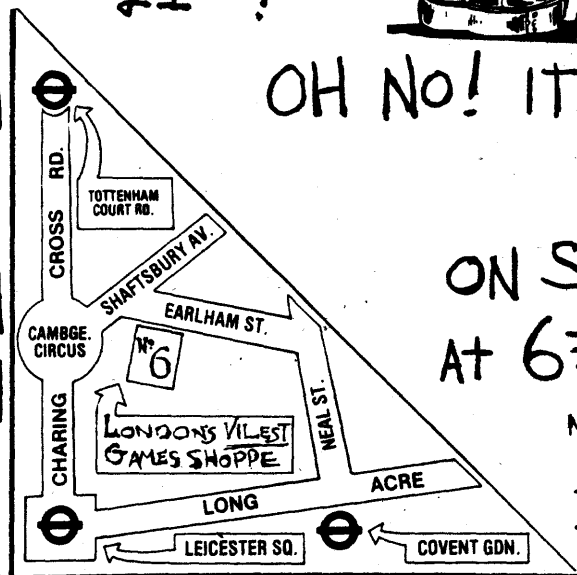 OH NO! IT
CROSS RD.
TOTTENHAM
COURT RD.
SHAFTSBURY AV.
EARLHAM ST.
CAMBGE.
CIRCUS
Nº 6
ON S
AT 67
LONDON'S VILEST
GAMES SHOPPE
NEAL ST.
CHARING
LONG ACRE
LEICESTER SQ.
COVENT GDN.